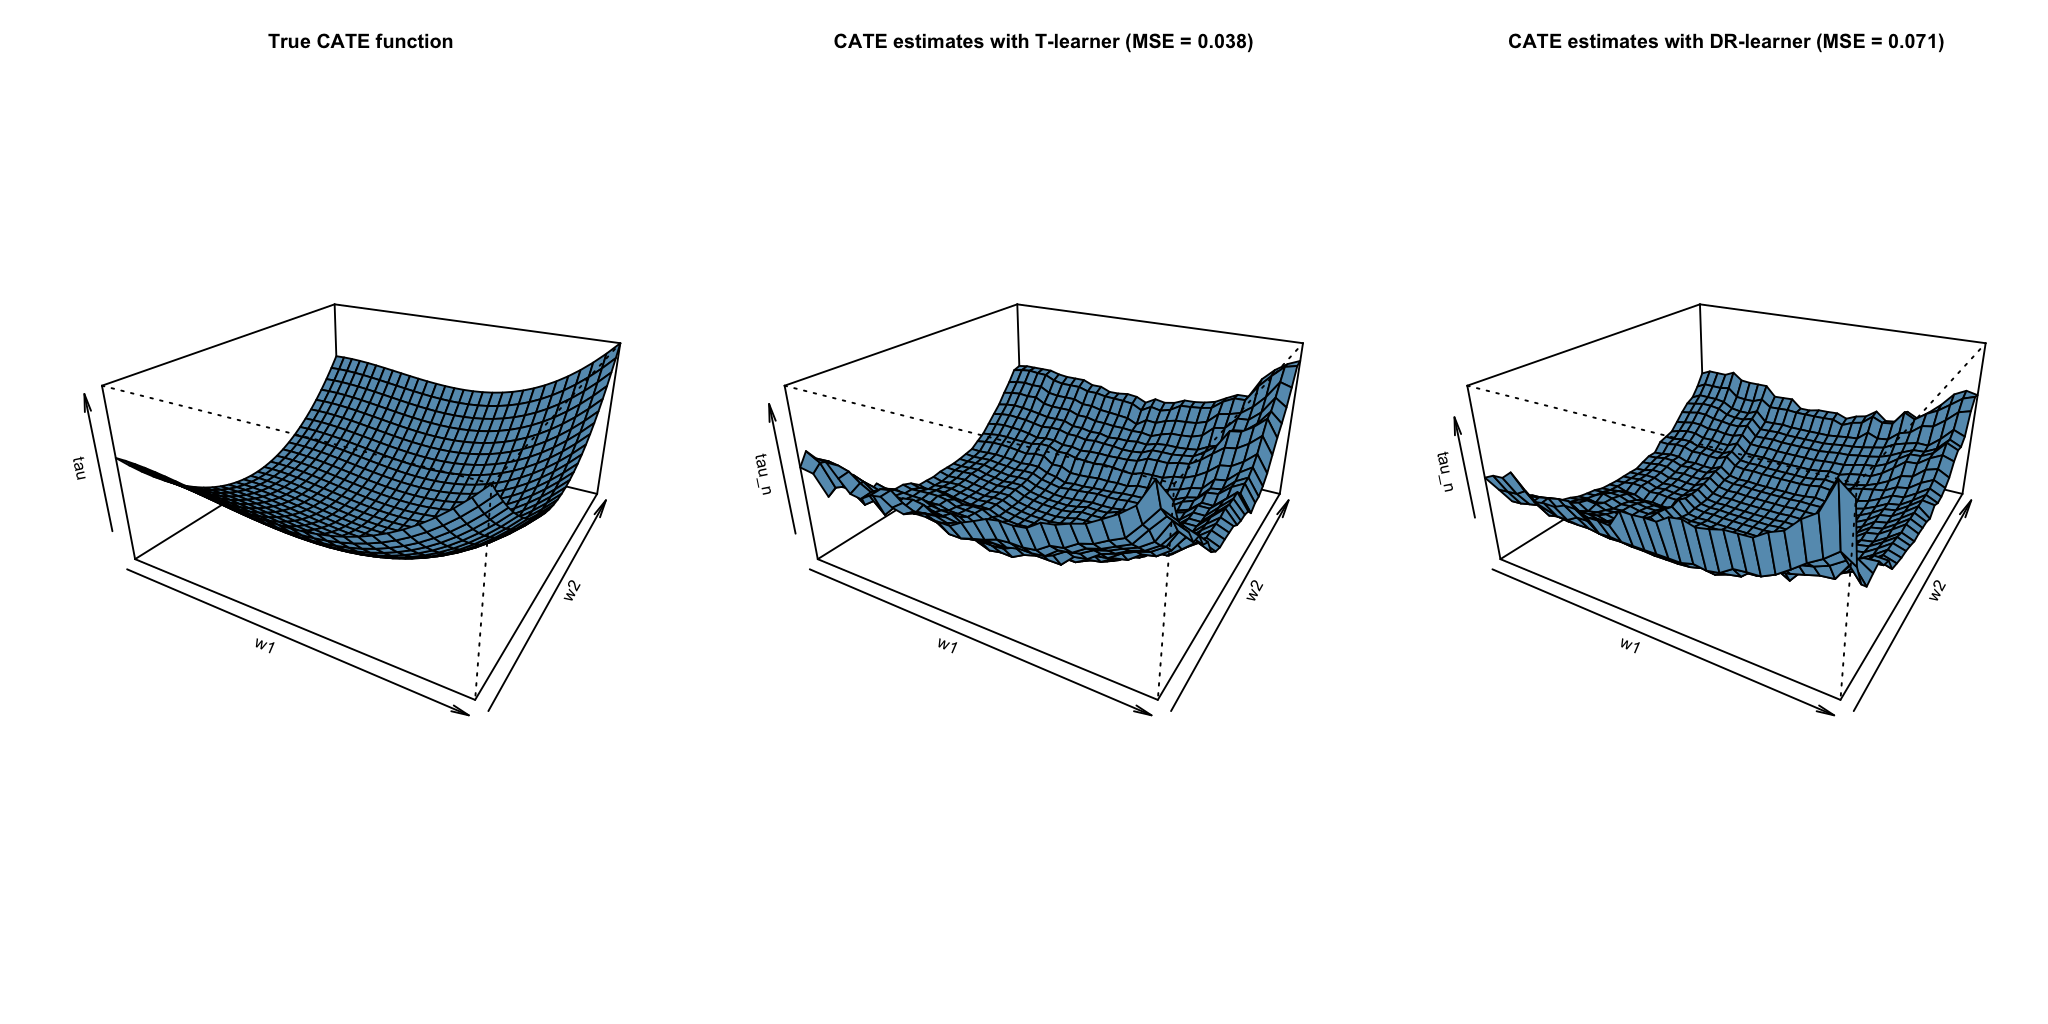 True CATE function
tau
w1
w2
CATE estimates with T-learner (MSE = 0.038)
tau_n
w1
w2
CATE estimates with DR-learner (MSE = 0.071)
tau_n
w1
w2